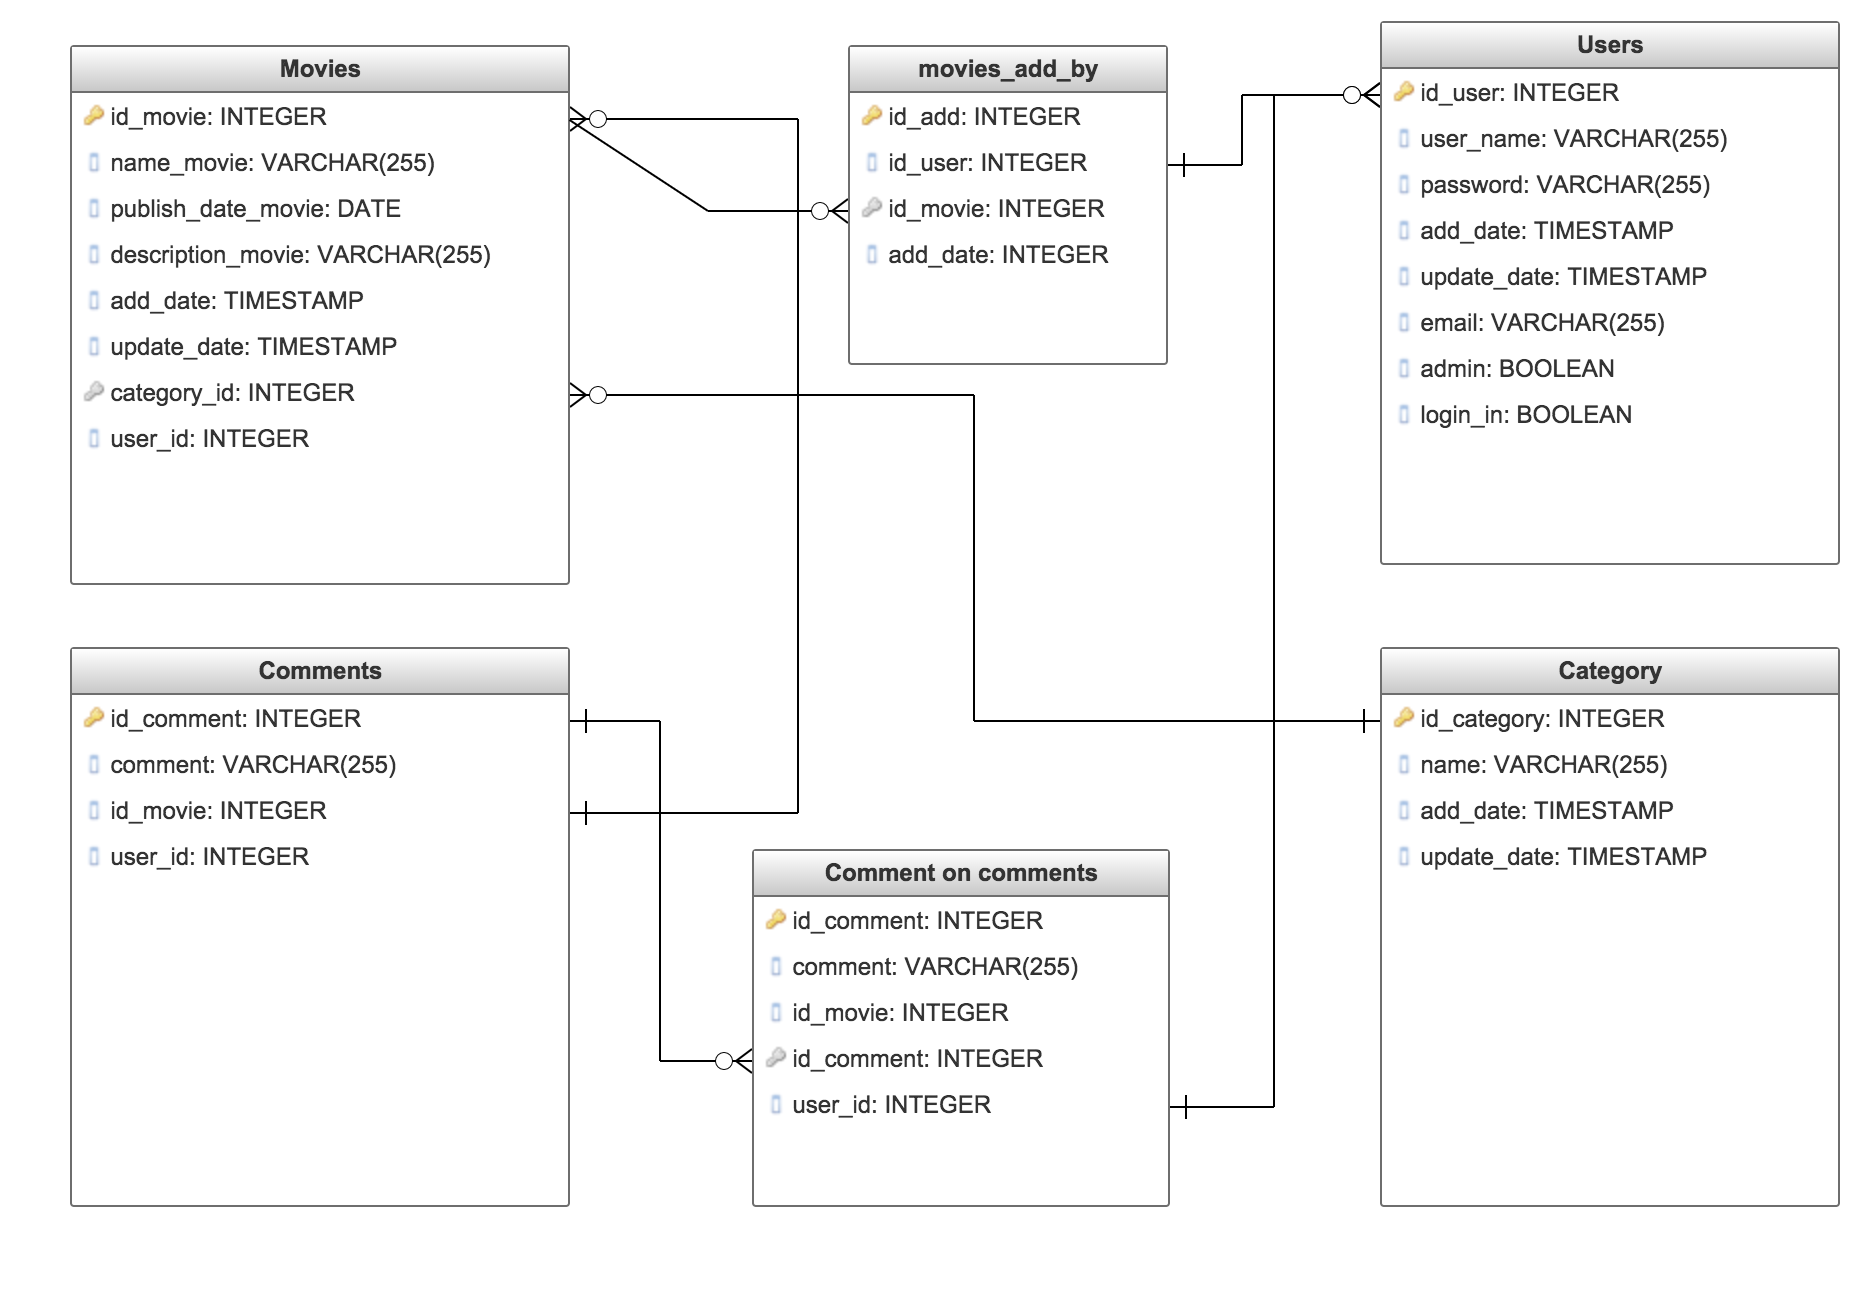 Movies
id_movie: INTEGER
name_movie: VARCHAR(255)
publish_date_movie: DATE
description_movie: VARCHAR(255)
add_date: TIMESTAMP
update_date: TIMESTAMP
category_id: INTEGER
user_id: INTEGER
movies_add_by
id_add: INTEGER
id_user: INTEGER
id_movie: INTEGER
add_date: INTEGER
Users
id_user: INTEGER
user_name: VARCHAR(255)
password: VARCHAR(255)
add_date: TIMESTAMP
update_date: TIMESTAMP
email: VARCHAR(255)
admin: BOOLEAN
login_in: BOOLEAN
Comments
id_comment: INTEGER
comment: VARCHAR(255)
id_movie: INTEGER
user_id: INTEGER
Comment on comments
id_comment: INTEGER
comment: VARCHAR(255)
id_movie: INTEGER
id_comment: INTEGER
user_id: INTEGER
Category
id_category: INTEGER
name: VARCHAR(255)
add_date: TIMESTAMP
update_date: TIMESTAMP